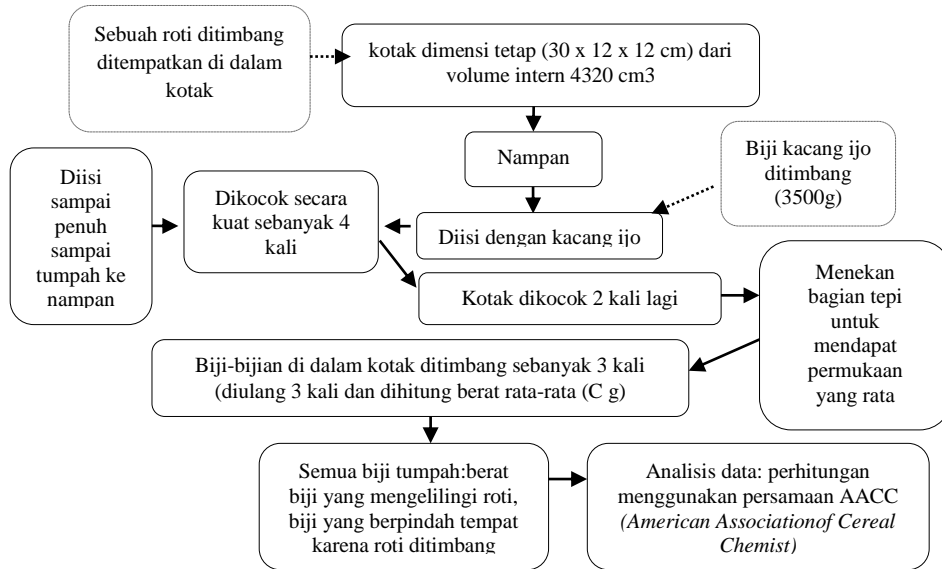 Sebuah roti ditimbang
ditempatkan di dalam
kotak
kotak dimensi tetap (30 x 12 x 12 cm) dari
volume intern 4320 cm3
Nampan
Biji kacang ijo
ditimbang
(3500g)
Diisi
sampai
penuh
sampai
tumpah ke
nampan
Dikocok secara
kuat sebanyak 4
kali
Diisi dengan kacang ijo
Kotak dikocok 2 kali lagi
Menekan
bagian tepi
untuk
mendapat
permukaan
yang rata
Biji-bijian di dalam kotak ditimbang sebanyak 3 kali
(diulang 3 kali dan dihitung berat rata-rata (C g)
Semua biji tumpah:berat
biji yang mengelilingi roti,
biji yang berpindah tempat
karena roti ditimbang
Analisis data: perhitungan
menggunakan persamaan AACC
(American Associationof Cereal
Chemist)